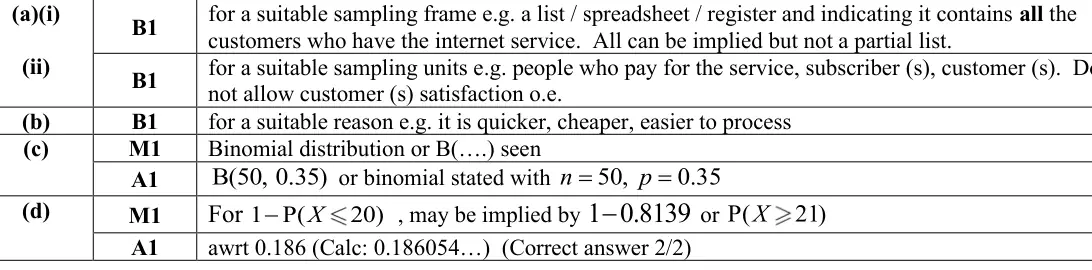 (a)(i) B1 for a suitable sampling frame e.g. a list / spreadsheet / register and indicating it contains all the
customers who have the internet service. All can be implied but not a partial list.
(ii) B1 for a suitable sampling units e.g. people who pay for the service, subscriber (s), customer (s).
not allow customer (s) satisfaction o.e.
(b) B1 for a suitable reason e.g. it is quicker, cheaper, easier to process
(c) M1 Binomial distribution or B(….) seen
A1 B(50, 0.35) or binomial stated with n = 50, p = 0.35
(d) M1 For 1−P(X⩽20) , may be implied by 1−0.8139 or P(X⩾21)
A1 awrt 0.186 (Calc: 0.186054…) (Correct answer 2/2)